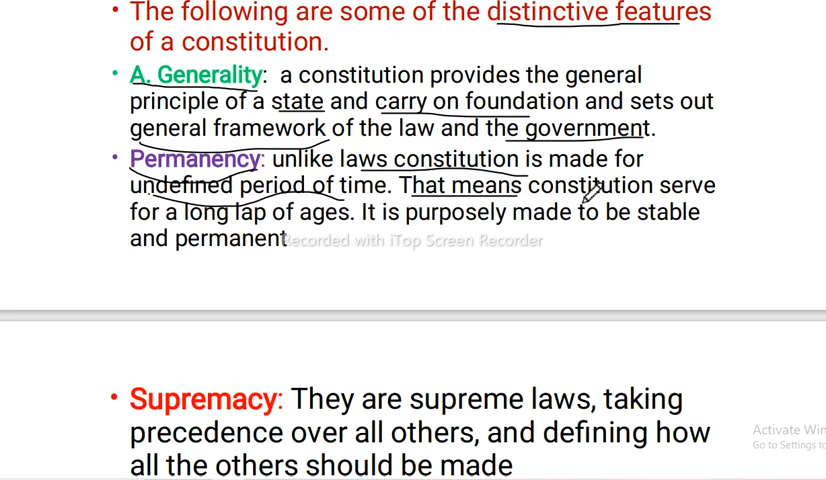 • The following are some of the distinctive features
of a constitution.
• A. Generality: a constitution provides the general
principle of a state and carry on foundation and sets out
general framework of the law and the government.
• Permanency: unlike laws constitution is made for
undefined period of time. That means constitution serve
for a long lap of ages. It is purposely made to be stable
and permanent
Recorded with iTop Screen Recorder
• Supremacy: They are supreme laws, taking
precedence over all others, and defining how
all the others should be made
Activate Win
Go to Settings to